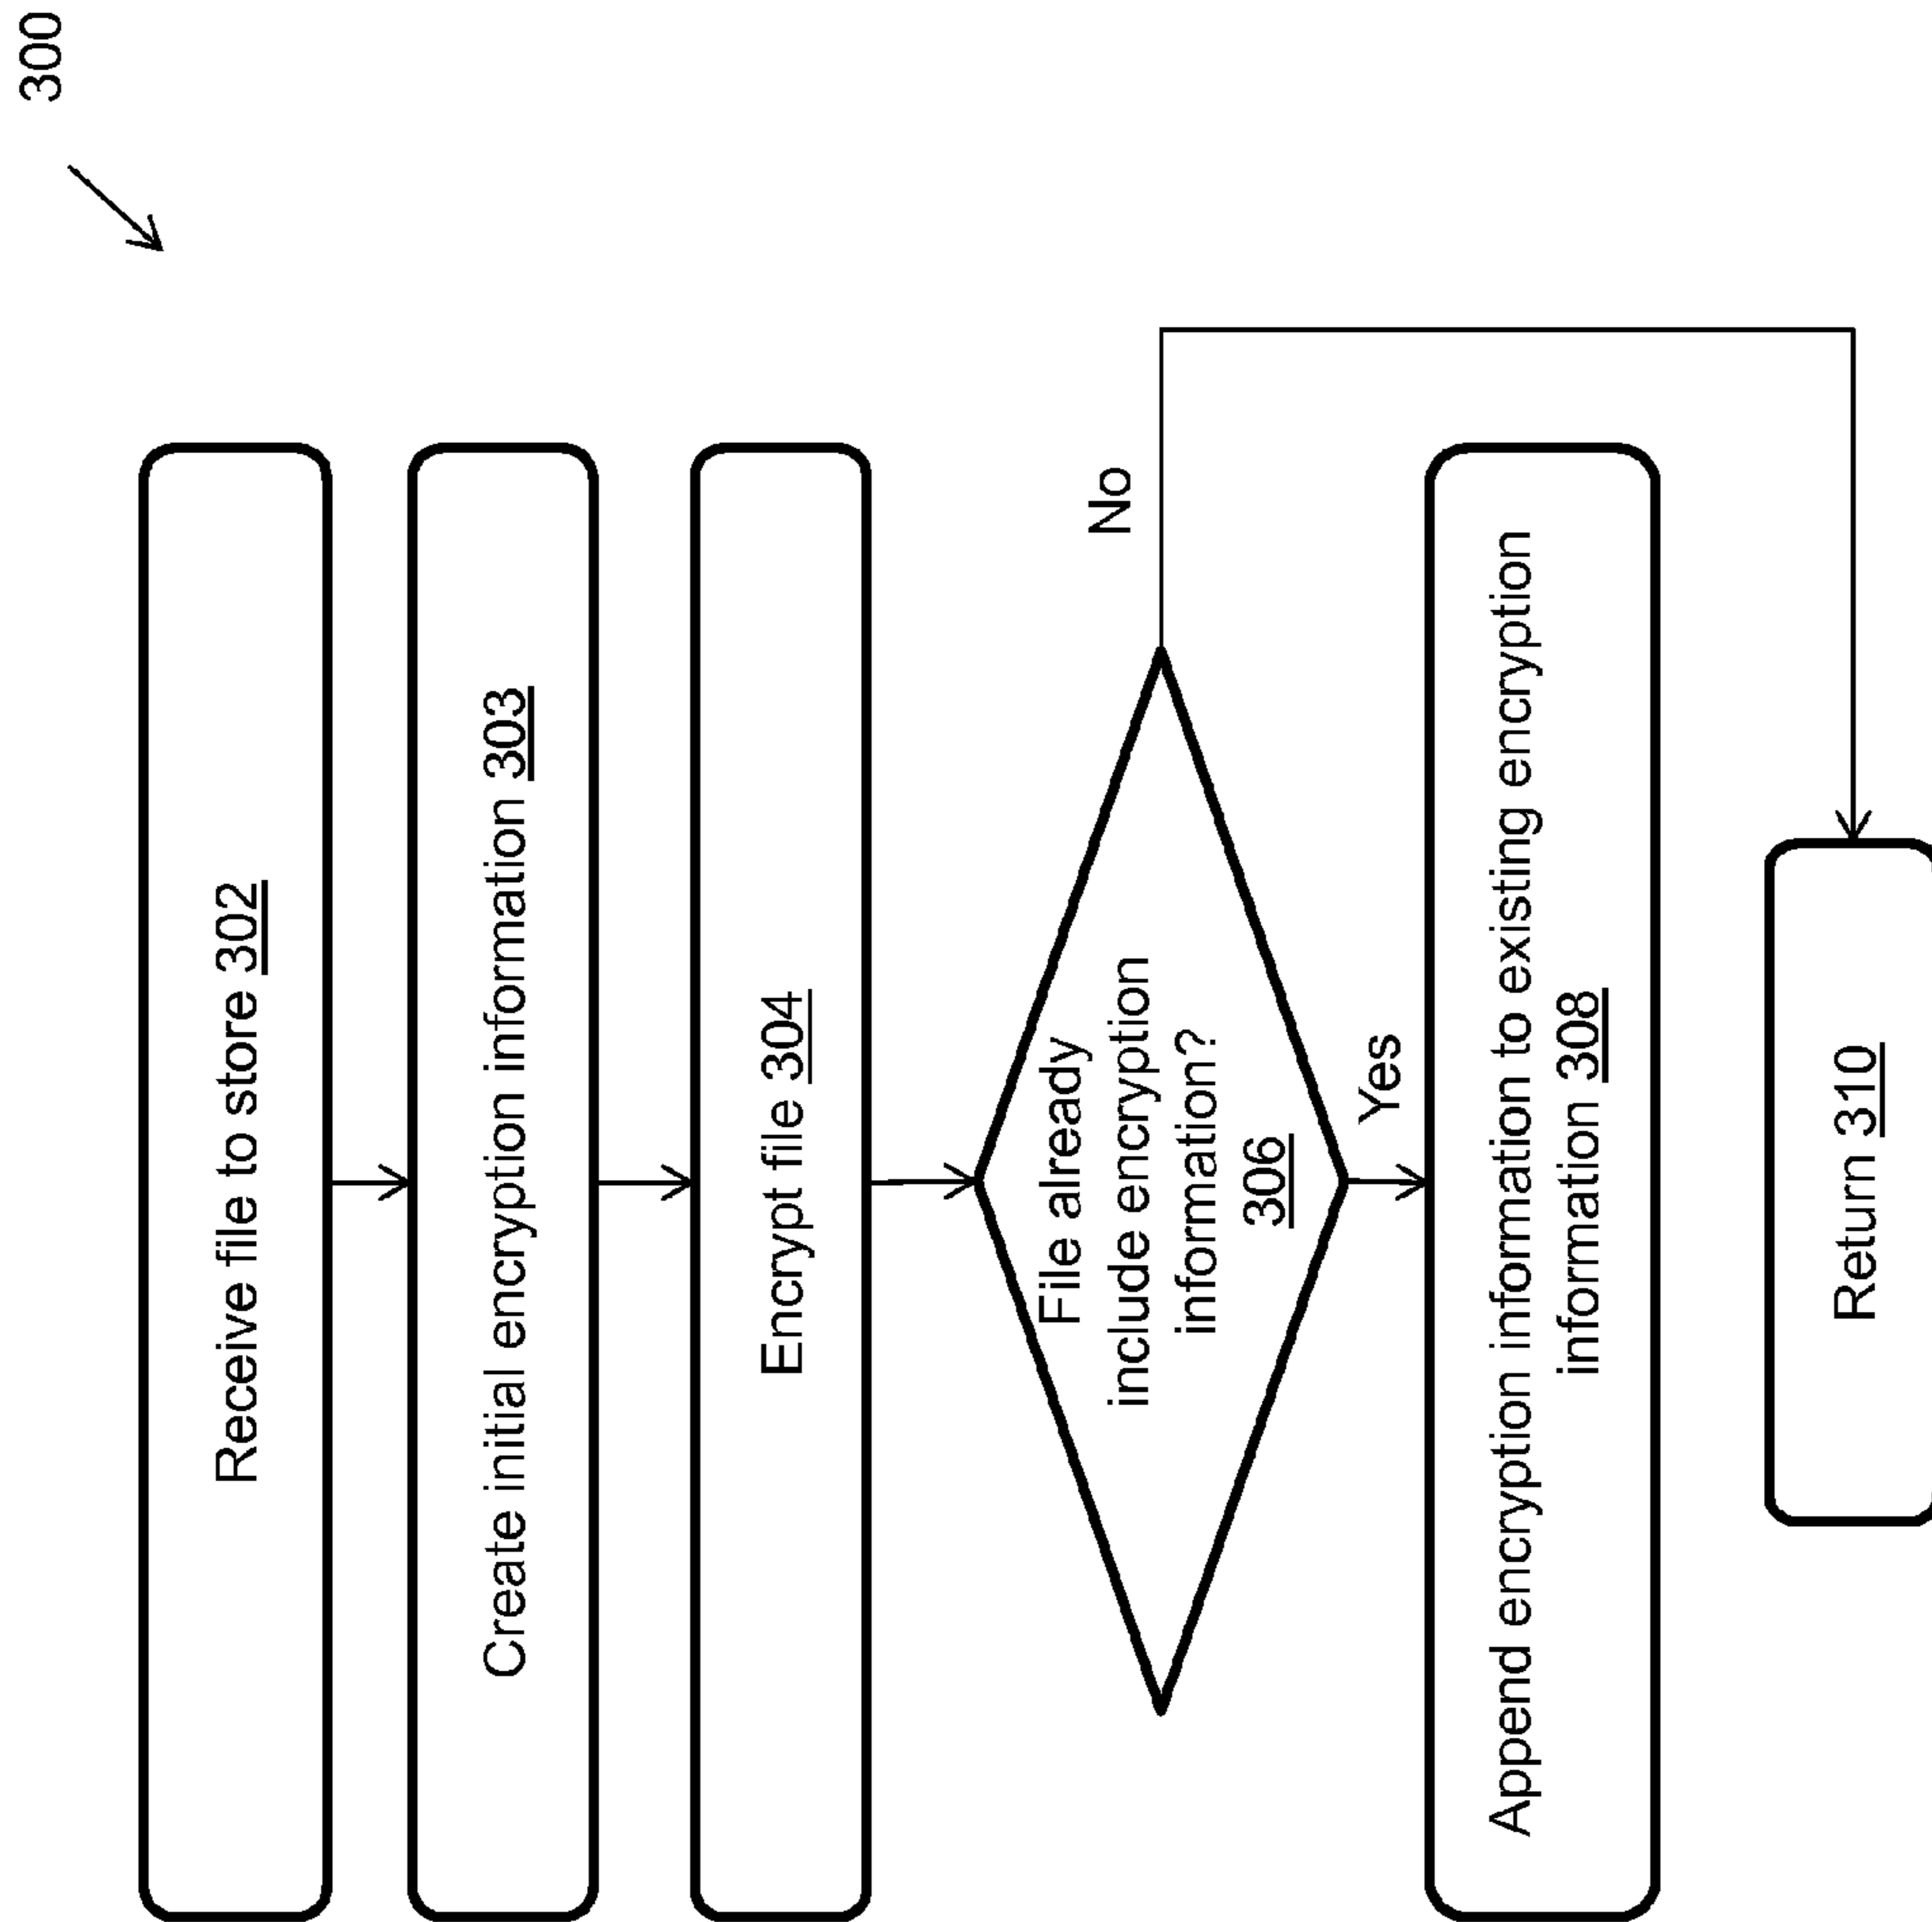 300
Receive file to store 302
Create initial encryption information 303
Encrypt file 304
File already
include encryption
information?
306
No
Yes
Append encryption information to existing encryption
information 308
Return 310